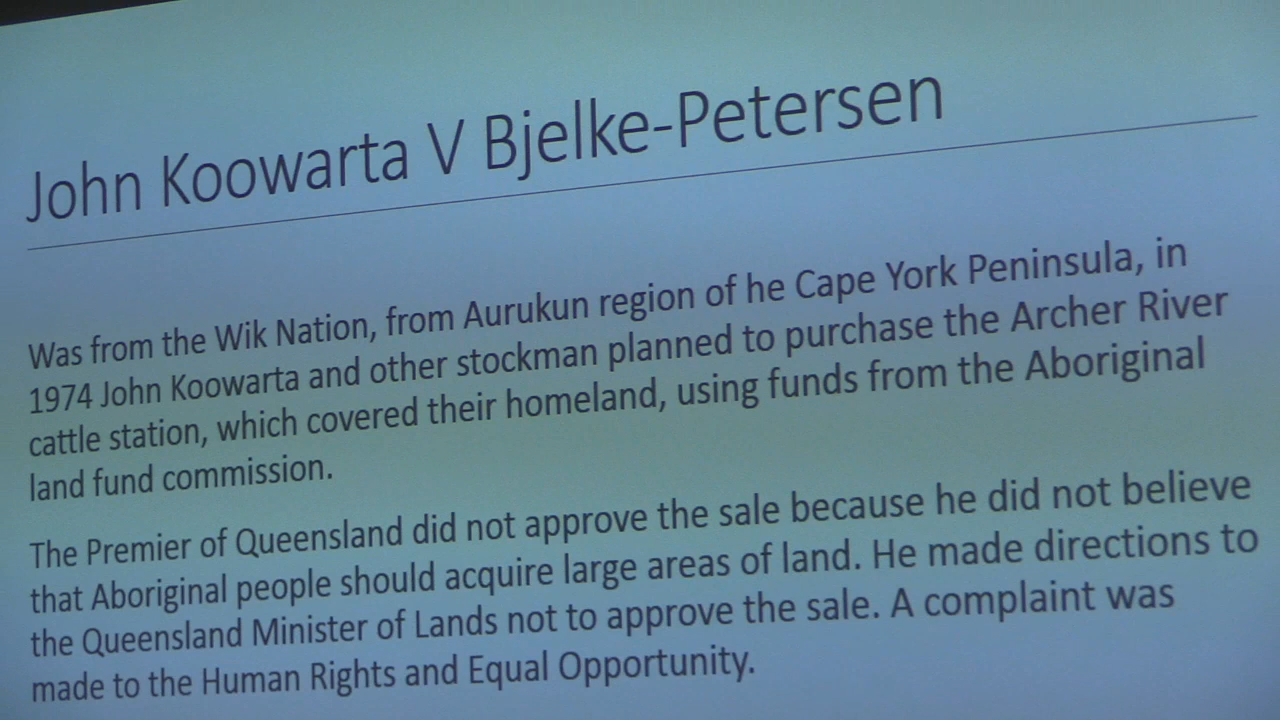 John Koowarta V Bjelke-Petersen
Was from the Wik Nation, from Aurukun region of he Cape York Peninsula, in
1974 John Koowarta and other stockman planned to purchase the Archer River
cattle station, which covered their homeland, using funds from the Aboriginal
land fund commission.
The Premier of Queensland did not approve the sale because he did not believe
that Aboriginal people should acquire large areas of land. He made directions to
the Queensland Minister of Lands not to approve the sale. A complaint was
made to the Human Rights and Equal Opportunity.